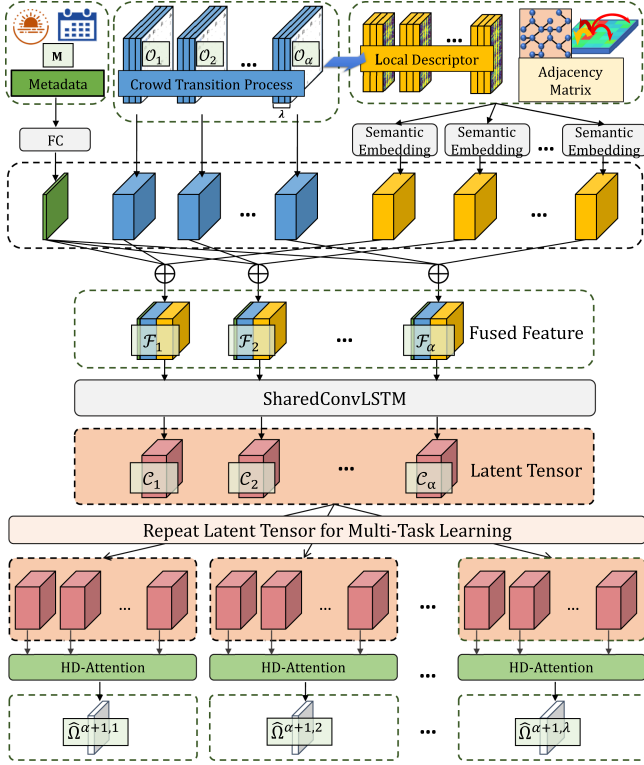 M
Metadata
𝒪₁ 𝒪₂ ... 𝒪α
Crowd Transition Process
λ
Local Descriptor
Adjacency
Matrix
FC
Semantic
Embedding
Semantic
Embedding
...
Semantic
Embedding
... ...
ℱ₁ ℱ₂ ... ℱα
Fused Feature
SharedConvLSTM
𝒞₁ 𝒞₂ ... 𝒞α
Latent Tensor
Repeat Latent Tensor for Multi-Task Learning
... ... ... ...
HD-Attention HD-Attention ... HD-Attention
Ω̂^{α+1,1} Ω̂^{α+1,2} ... Ω̂^{α+1,λ}